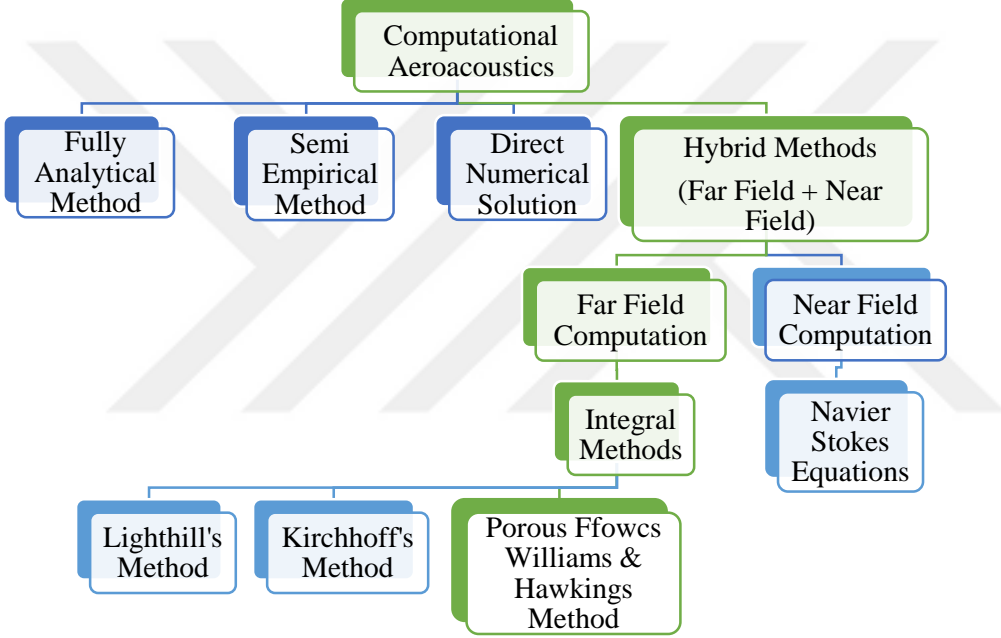 Computational
Aeroacoustics
Fully
Analytical
Method
Semi
Empirical
Method
Direct
Numerical
Solution
Hybrid Methods
(Far Field + Near
Field)
Far Field
Computation
Near Field
Computation
Integral
Methods
Navier
Stokes
Equations
Lighthill's
Method
Kirchhoff's
Method
Porous Ffowcs
Williams &
Hawkings
Method